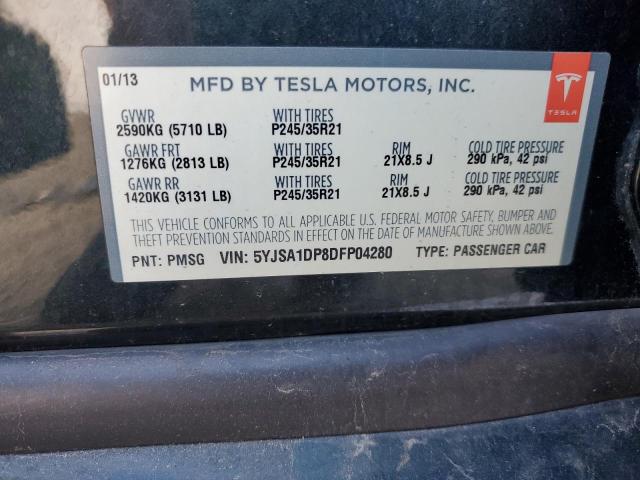 01/13 MFD BY TESLA MOTORS, INC.
TESLA
GVWR WITH TIRES
2590KG (5710 LB) P245/35R21
GAWR FRT WITH TIRES RIM COLD TIRE PRESSURE
1276KG (2813 LB) P245/35R21 21X8.5 J 290 kPa, 42 psi
GAWR RR WITH TIRES RIM COLD TIRE PRESSURE
1420KG (3131 LB) P245/35R21 21X8.5 J 290 kPa, 42 psi
THIS VEHICLE CONFORMS TO ALL APPLICABLE U.S. FEDERAL MOTOR SAFETY, BUMPER AND
THEFT PREVENTION STANDARDS IN EFFECT ON THE DATE OF MANUFACTURE SHOWN ABOVE.
PNT: PMSG VIN: 5YJSA1DP8DFP04280 TYPE: PASSENGER CAR